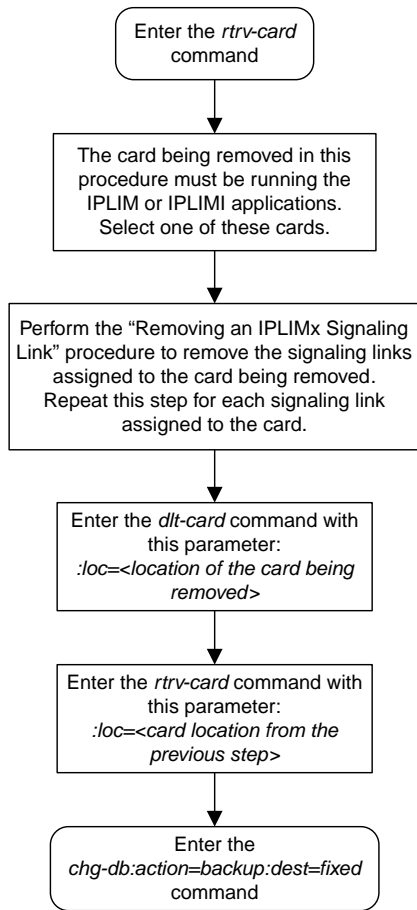 Enter the rtrv-card
command
The card being removed in this
procedure must be running the
IPLIM or IPLIMI applications.
Select one of these cards.
Perform the “Removing an IPLIMx Signaling
Link” procedure to remove the signaling links
assigned to the card being removed.
Repeat this step for each signaling link
assigned to the card.
Enter the dlt-card command with
this parameter:
:loc=<location of the card being
removed>
Enter the rtrv-card command with
this parameter:
:loc=<card location from the
previous step>
Enter the
chg-db:action=backup:dest=fixed
command